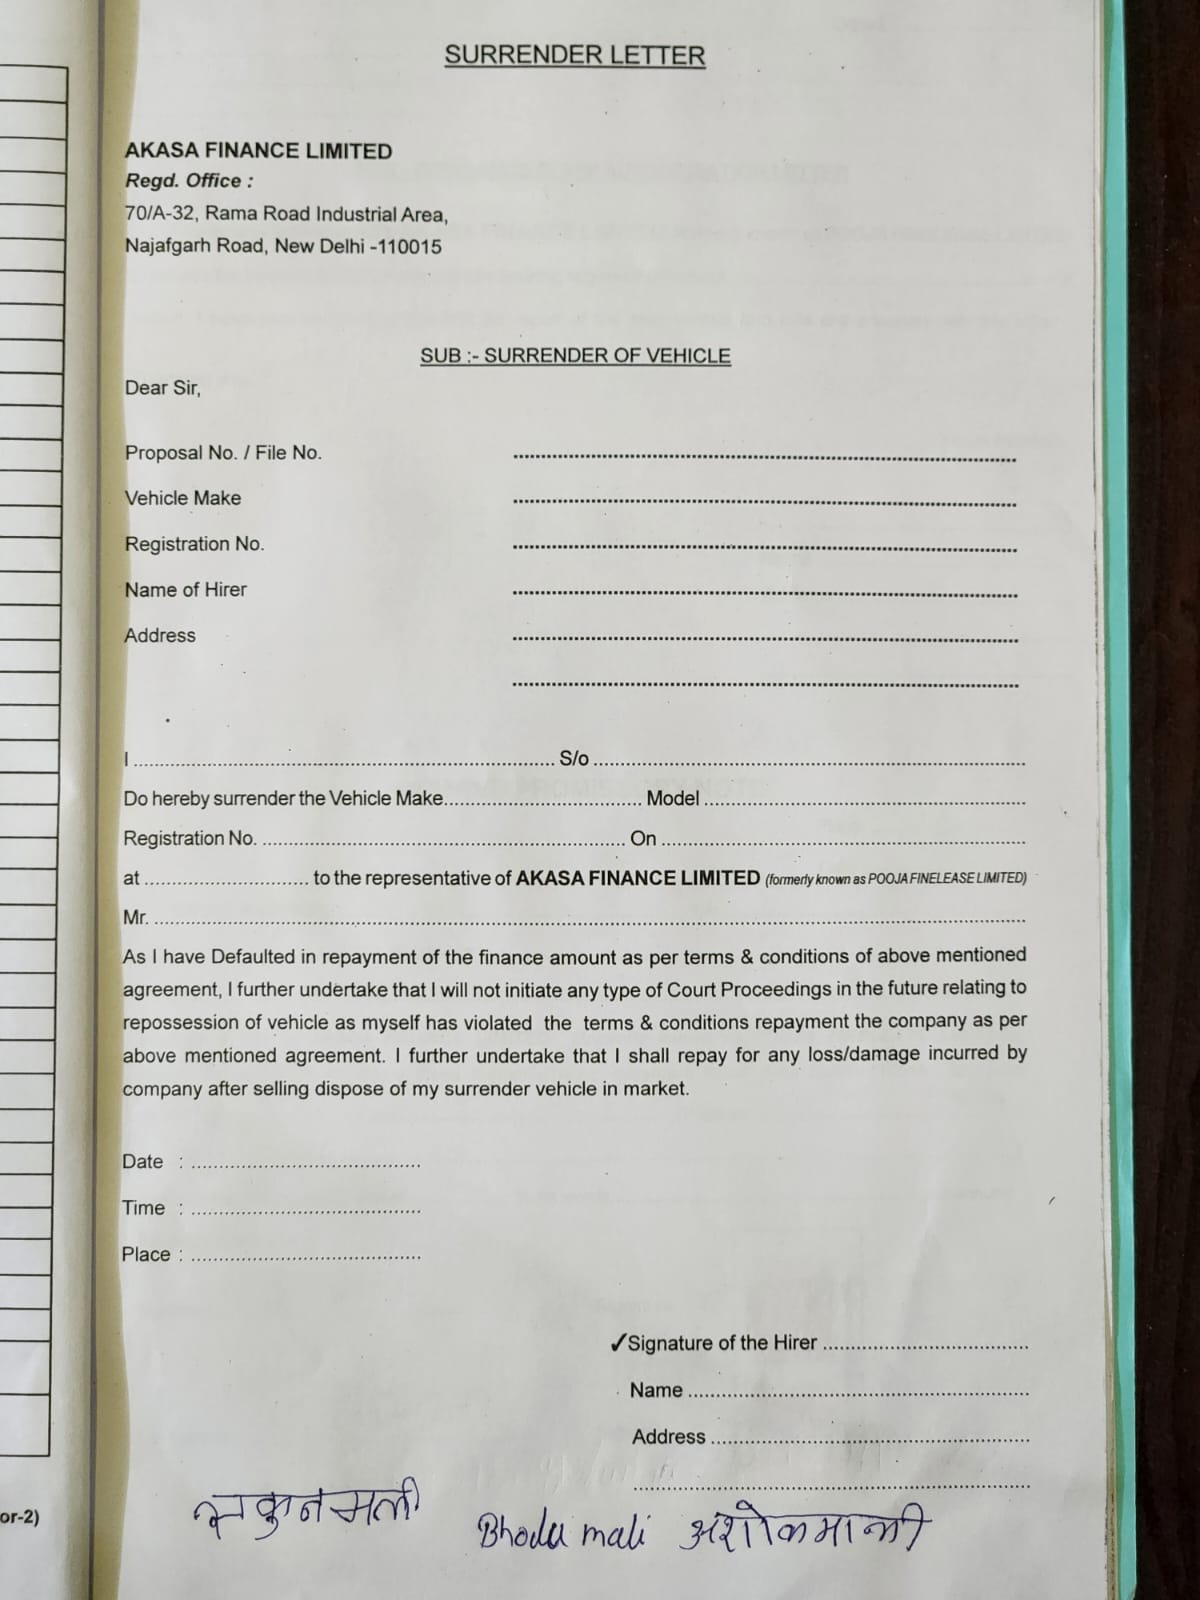 SURRENDER LETTER
AKASA FINANCE LIMITED
Regd. Office :
70/A-32, Rama Road Industrial Area,
Najafgarh Road, New Delhi -110015
SUB :- SURRENDER OF VEHICLE
Dear Sir,
Proposal No. / File No. ........................................
Vehicle Make ........................................
Registration No. ........................................
Name of Hirer ........................................
Address ........................................
........................................
I ........................................ S/o ........................................
Do hereby surrender the Vehicle Make................................ Model ........................................
Registration No. ........................................ On ........................................
at ............................ to the representative of AKASA FINANCE LIMITED (formerly known as POOJA FINELEASE LIMITED)
Mr. ........................................
As I have Defaulted in repayment of the finance amount as per terms & conditions of above mentioned
agreement, I further undertake that I will not initiate any type of Court Proceedings in the future relating to
repossession of vehicle as myself has violated the terms & conditions repayment the company as per
above mentioned agreement. I further undertake that I shall repay for any loss/damage incurred by
company after selling dispose of my surrender vehicle in market.
Date : ........................................
Time : ........................................
Place : ........................................
✓Signature of the Hirer ....................................
Name ........................................
Address ........................................
........................................
or-2)
सकुनमली Bhodu mali अशोकमाली